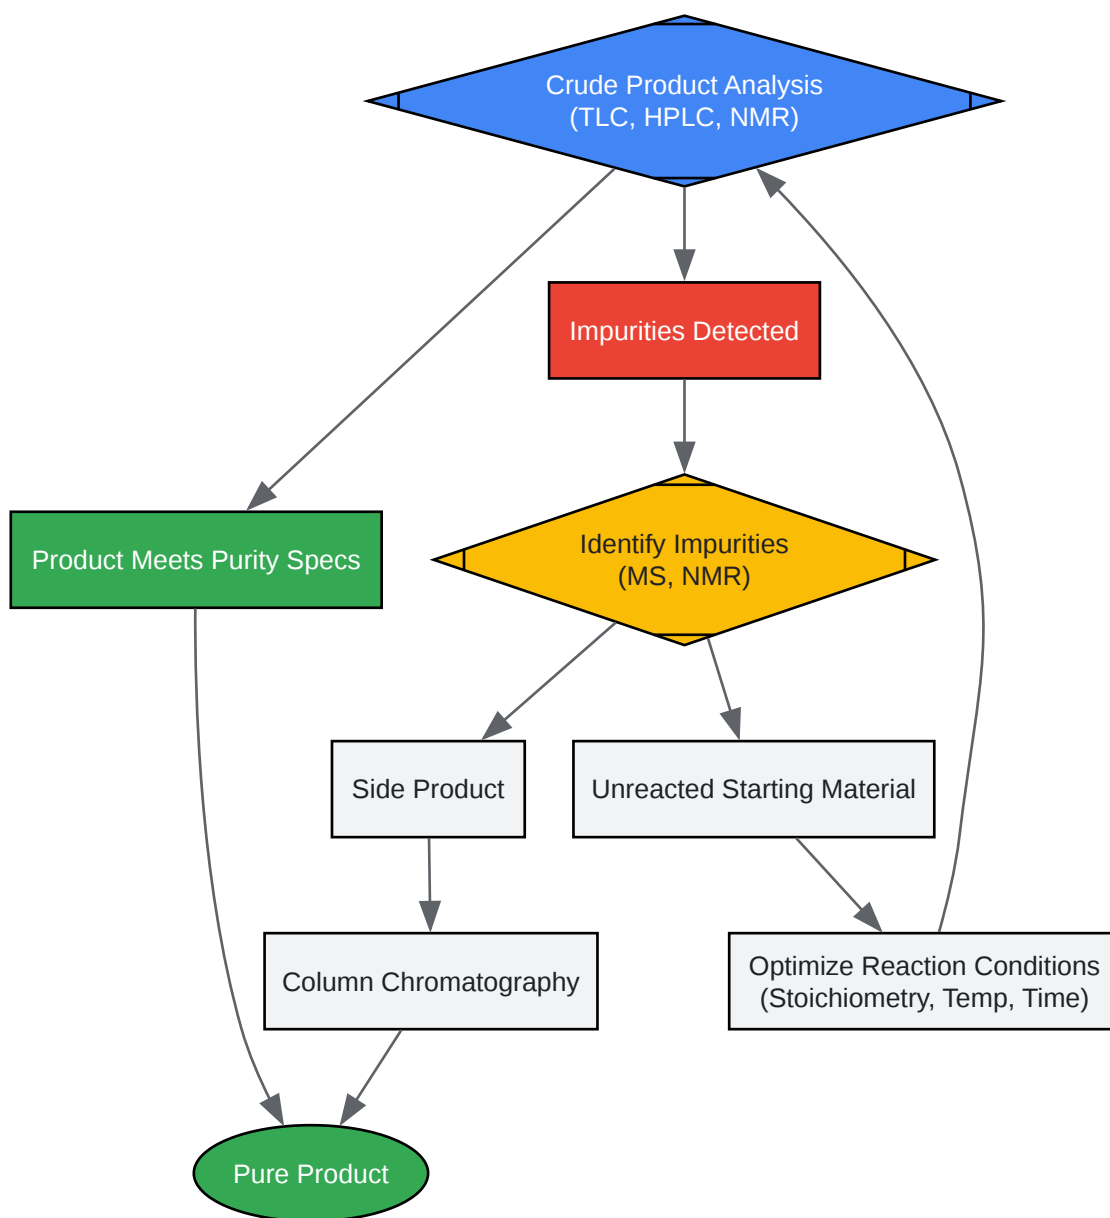 Crude Product Analysis
(TLC, HPLC, NMR)
Impurities Detected
Product Meets Purity Specs
Identify Impurities
(MS, NMR)
Side Product
Unreacted Starting Material
Column Chromatography
Optimize Reaction Conditions
(Stoichiometry, Temp, Time)
Pure Product